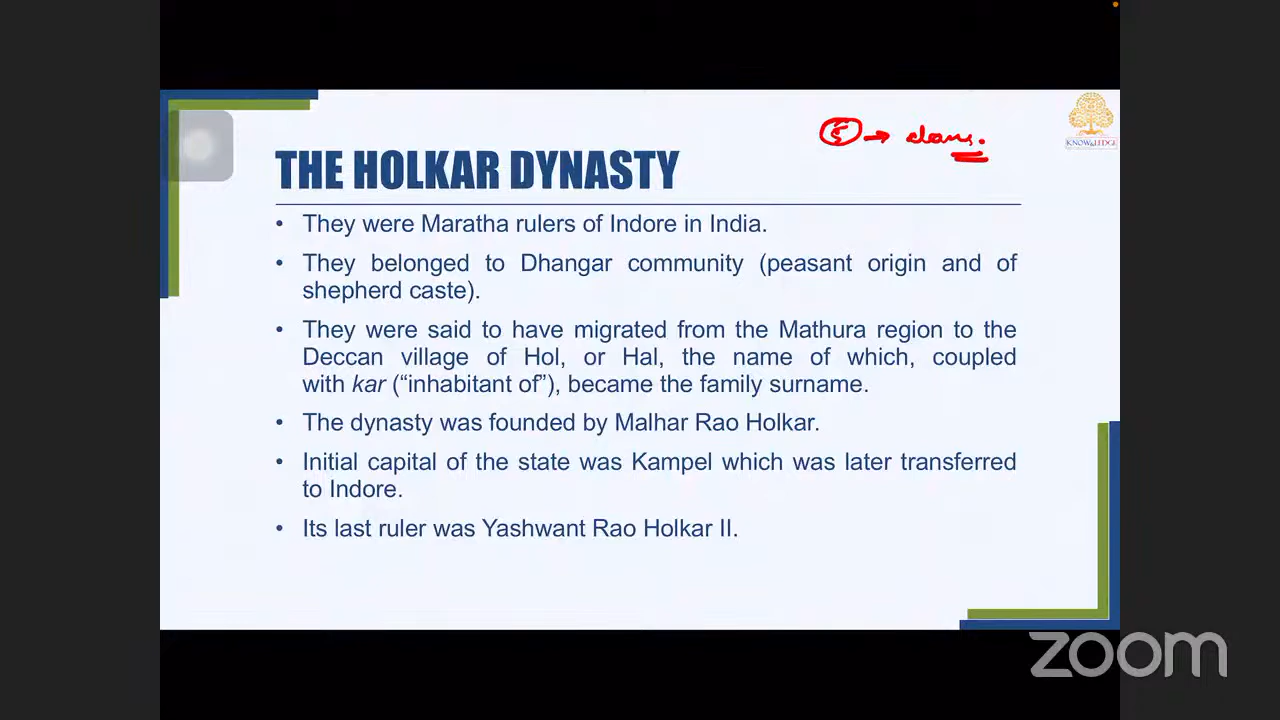 5 → clans.
KNOWLEDGE
THE HOLKAR DYNASTY
• They were Maratha rulers of Indore in India.
• They belonged to Dhangar community (peasant origin and of
shepherd caste).
• They were said to have migrated from the Mathura region to the
Deccan village of Hol, or Hal, the name of which, coupled
with kar (“inhabitant of”), became the family surname.
• The dynasty was founded by Malhar Rao Holkar.
• Initial capital of the state was Kampel which was later transferred
to Indore.
• Its last ruler was Yashwant Rao Holkar II.
zoom